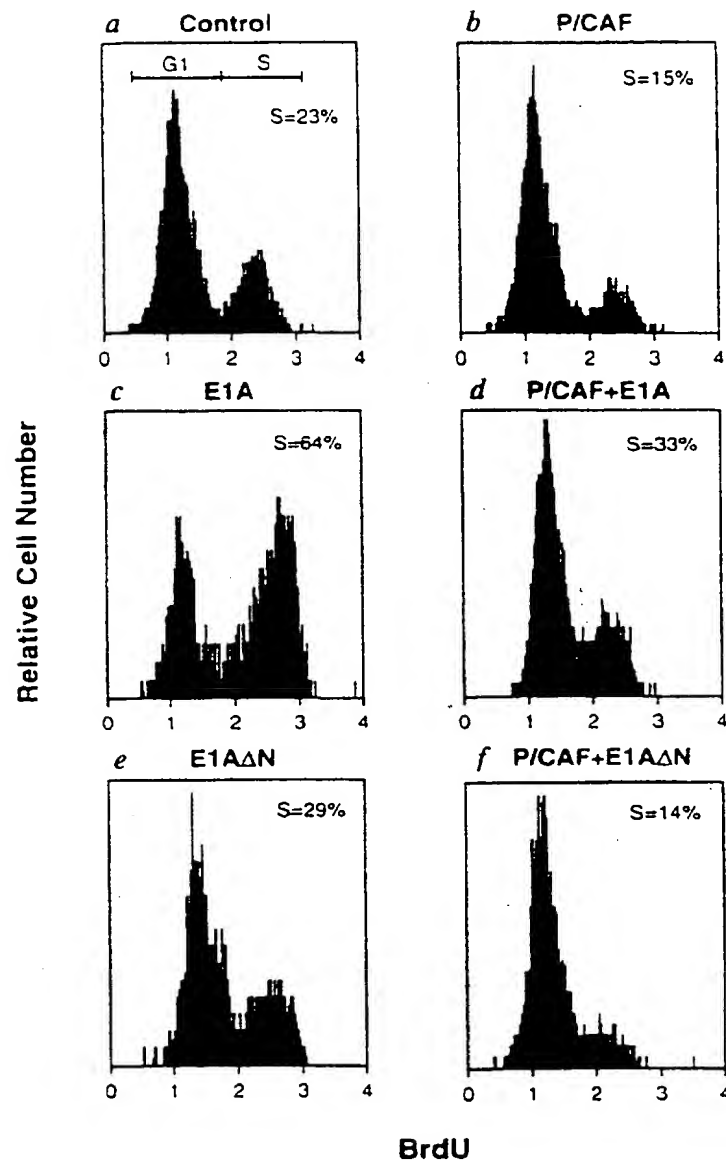 a Control
G1 S
S=23%
0 1 2 3 4
b P/CAF
S=15%
0 1 2 3 4
c E1A
S=64%
0 1 2 3 4
d P/CAF+E1A
S=33%
0 1 2 3 4
e E1AΔN
S=29%
0 1 2 3 4
f P/CAF+E1AΔN
S=14%
0 1 2 3 4
Relative Cell Number
BrdU